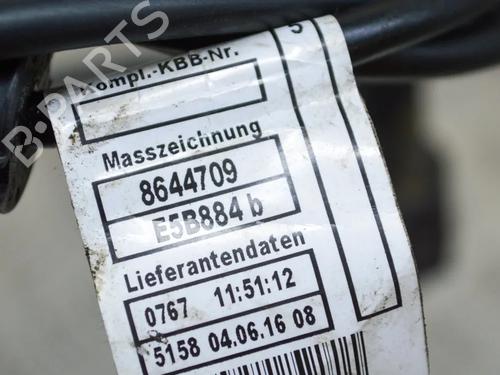 B-PARTS
Kompl.-KBB-Nr.
Masszeichnung
8644709
E5B884 b
Lieferantendaten
0767 11:51:12
5158 04.06.16 08